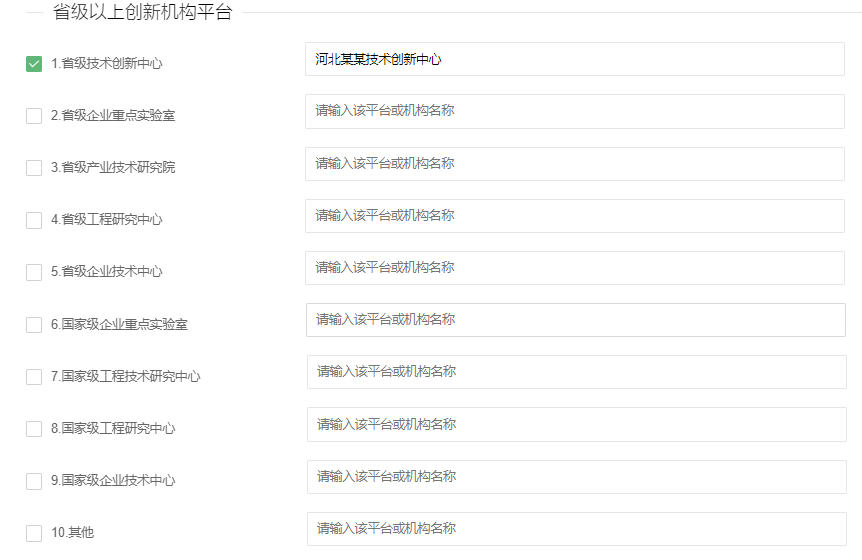 省级以上创新机构平台
1.省级技术创新中心 河北某某技术创新中心
2.省级企业重点实验室 请输入该平台或机构名称
3.省级产业技术研究院 请输入该平台或机构名称
4.省级工程研究中心 请输入该平台或机构名称
5.省级企业技术中心 请输入该平台或机构名称
6.国家级企业重点实验室 请输入该平台或机构名称
7.国家级工程技术研究中心 请输入该平台或机构名称
8.国家级工程研究中心 请输入该平台或机构名称
9.国家级企业技术中心 请输入该平台或机构名称
10.其他 请输入该平台或机构名称